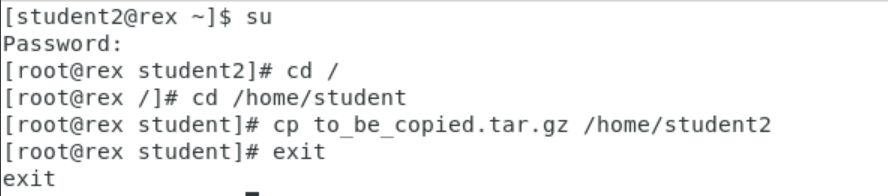 [student2@rex ~]$ su
Password:
[root@rex student2]# cd /
[root@rex /]# cd /home/student
[root@rex student]# cp to_be_copied.tar.gz /home/student2
[root@rex student]# exit
exit